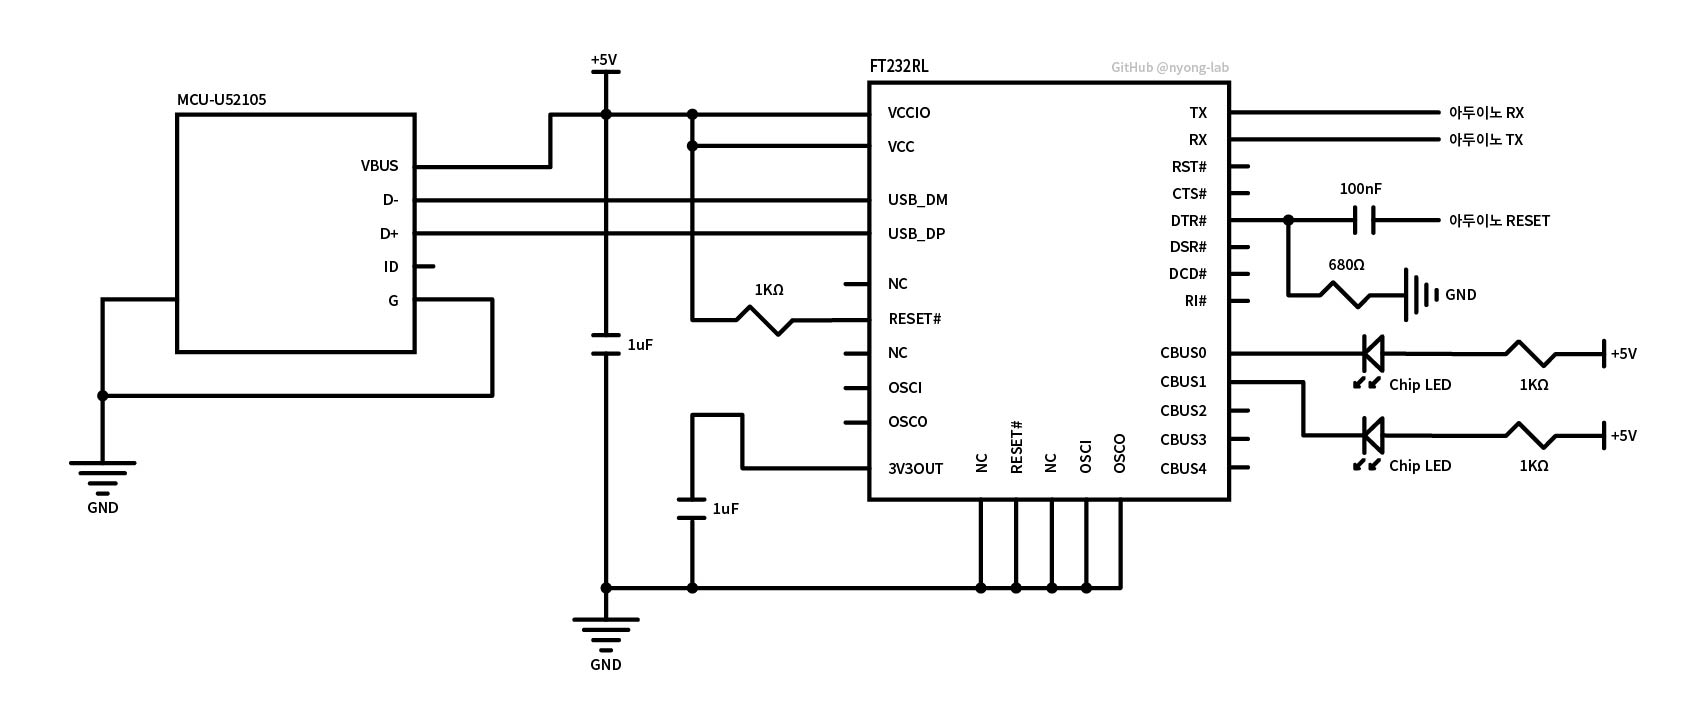 +5V
FT232RL
GitHub @nyong-lab
MCU-U52105
VBUS
D-
D+
ID
G
GND
1uF
1KΩ
1uF
GND
VCCIO
VCC
USB_DM
USB_DP
NC
RESET#
NC
OSCI
OSCO
3V3OUT
NC
RESET#
NC
OSCI
OSCO
TX
RX
RST#
CTS#
DTR#
DSR#
DCD#
RI#
CBUS0
CBUS1
CBUS2
CBUS3
CBUS4
아두이노 RX
아두이노 TX
100nF
아두이노 RESET
680Ω
GND
+5V
Chip LED
1KΩ
+5V
Chip LED
1KΩ